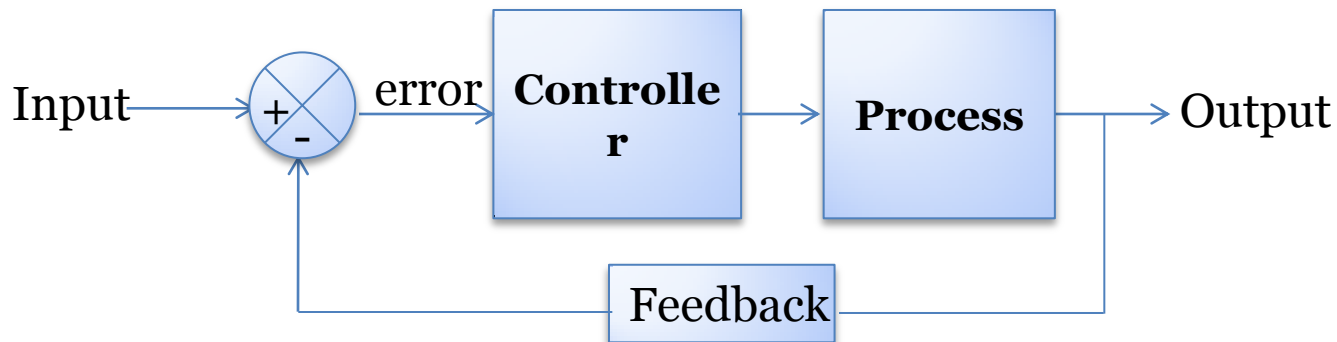 Input
+
-
error
Controlle
r
Process
Output
Feedback